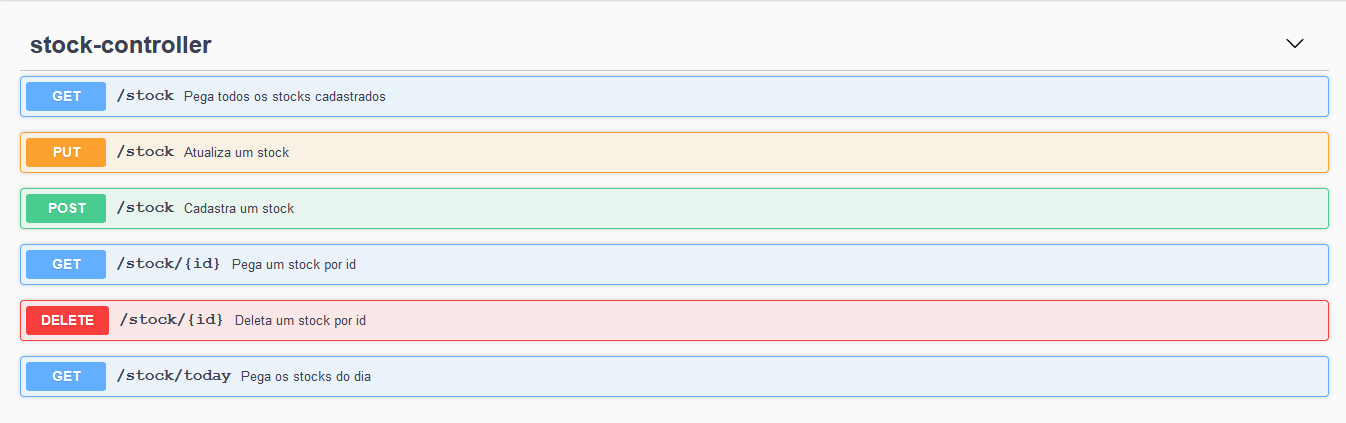 stock-controller
GET /stock Pega todos os stocks cadastrados
PUT /stock Atualiza um stock
POST /stock Cadastra um stock
GET /stock/{id} Pega um stock por id
DELETE /stock/{id} Deleta um stock por id
GET /stock/today Pega os stocks do dia